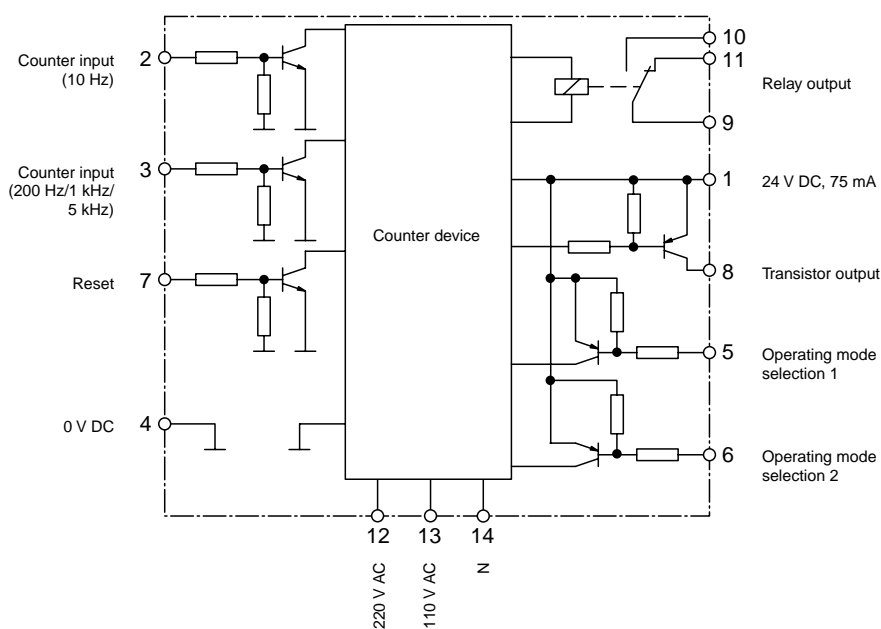 Counter input
(10 Hz)
2
Counter input
(200 Hz/1 kHz/
5 kHz)
3
Reset
7
0 V DC
4
Counter device
10
11
Relay output
9
1
24 V DC, 75 mA
8
Transistor output
5
Operating mode
selection 1
6
Operating mode
selection 2
12
13
14
220 V AC
110 V AC
N